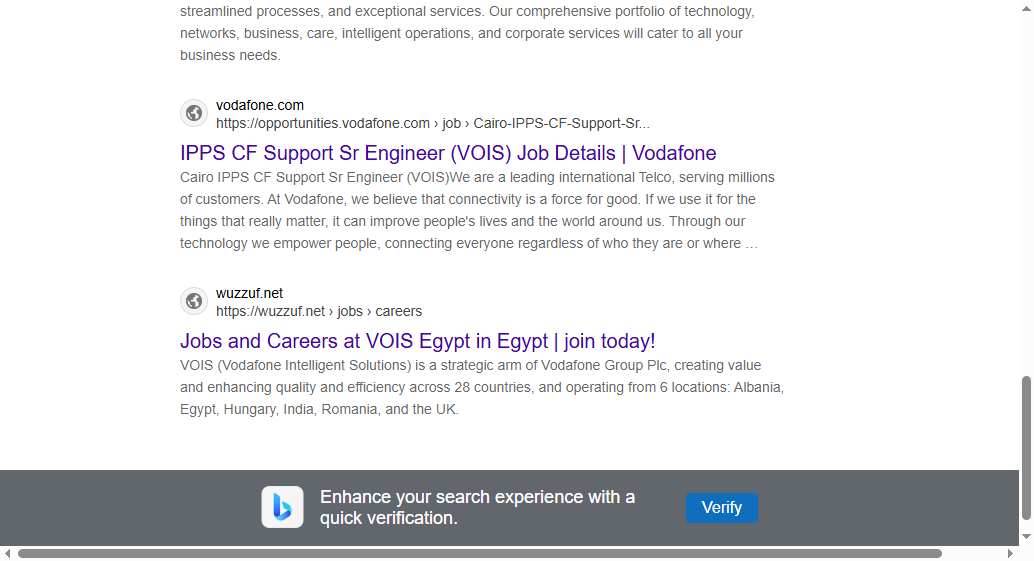 streamlined processes, and exceptional services. Our comprehensive portfolio of technology,
networks, business, care, intelligent operations, and corporate services will cater to all your
business needs.
vodafone.com
https://opportunities.vodafone.com › job › Cairo-IPPS-CF-Support-Sr...
IPPS CF Support Sr Engineer (VOIS) Job Details | Vodafone
Cairo IPPS CF Support Sr Engineer (VOIS)We are a leading international Telco, serving millions
of customers. At Vodafone, we believe that connectivity is a force for good. If we use it for the
things that really matter, it can improve people's lives and the world around us. Through our
technology we empower people, connecting everyone regardless of who they are or where …
wuzzuf.net
https://wuzzuf.net › jobs › careers
Jobs and Careers at VOIS Egypt in Egypt | join today!
VOIS (Vodafone Intelligent Solutions) is a strategic arm of Vodafone Group Plc, creating value
and enhancing quality and efficiency across 28 countries, and operating from 6 locations: Albania,
Egypt, Hungary, India, Romania, and the UK.
Enhance your search experience with a
quick verification.
Verify